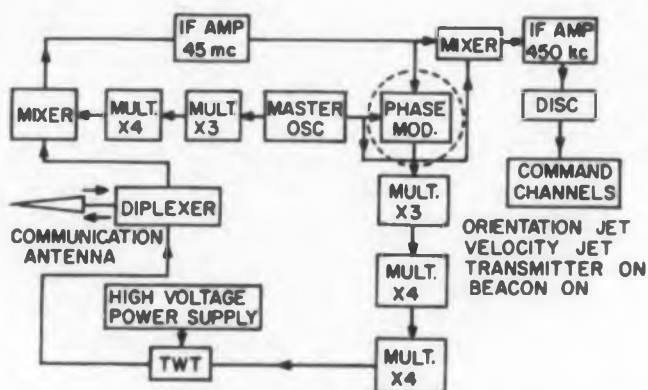 IF AMP
45 mc
MIXER
IF AMP
450 kc
MIXER
MULT.
X4
MULT.
X3
MASTER
OSC
PHASE
MOD.
DISC
COMMAND
CHANNELS
MULT.
X3
DIPLEXER
COMMUNICATION
ANTENNA
ORIENTATION JET
VELOCITY JET
TRANSMITTER ON
BEACON ON
MULT.
X4
HIGH VOLTAGE
POWER SUPPLY
TWT
MULT.
X4